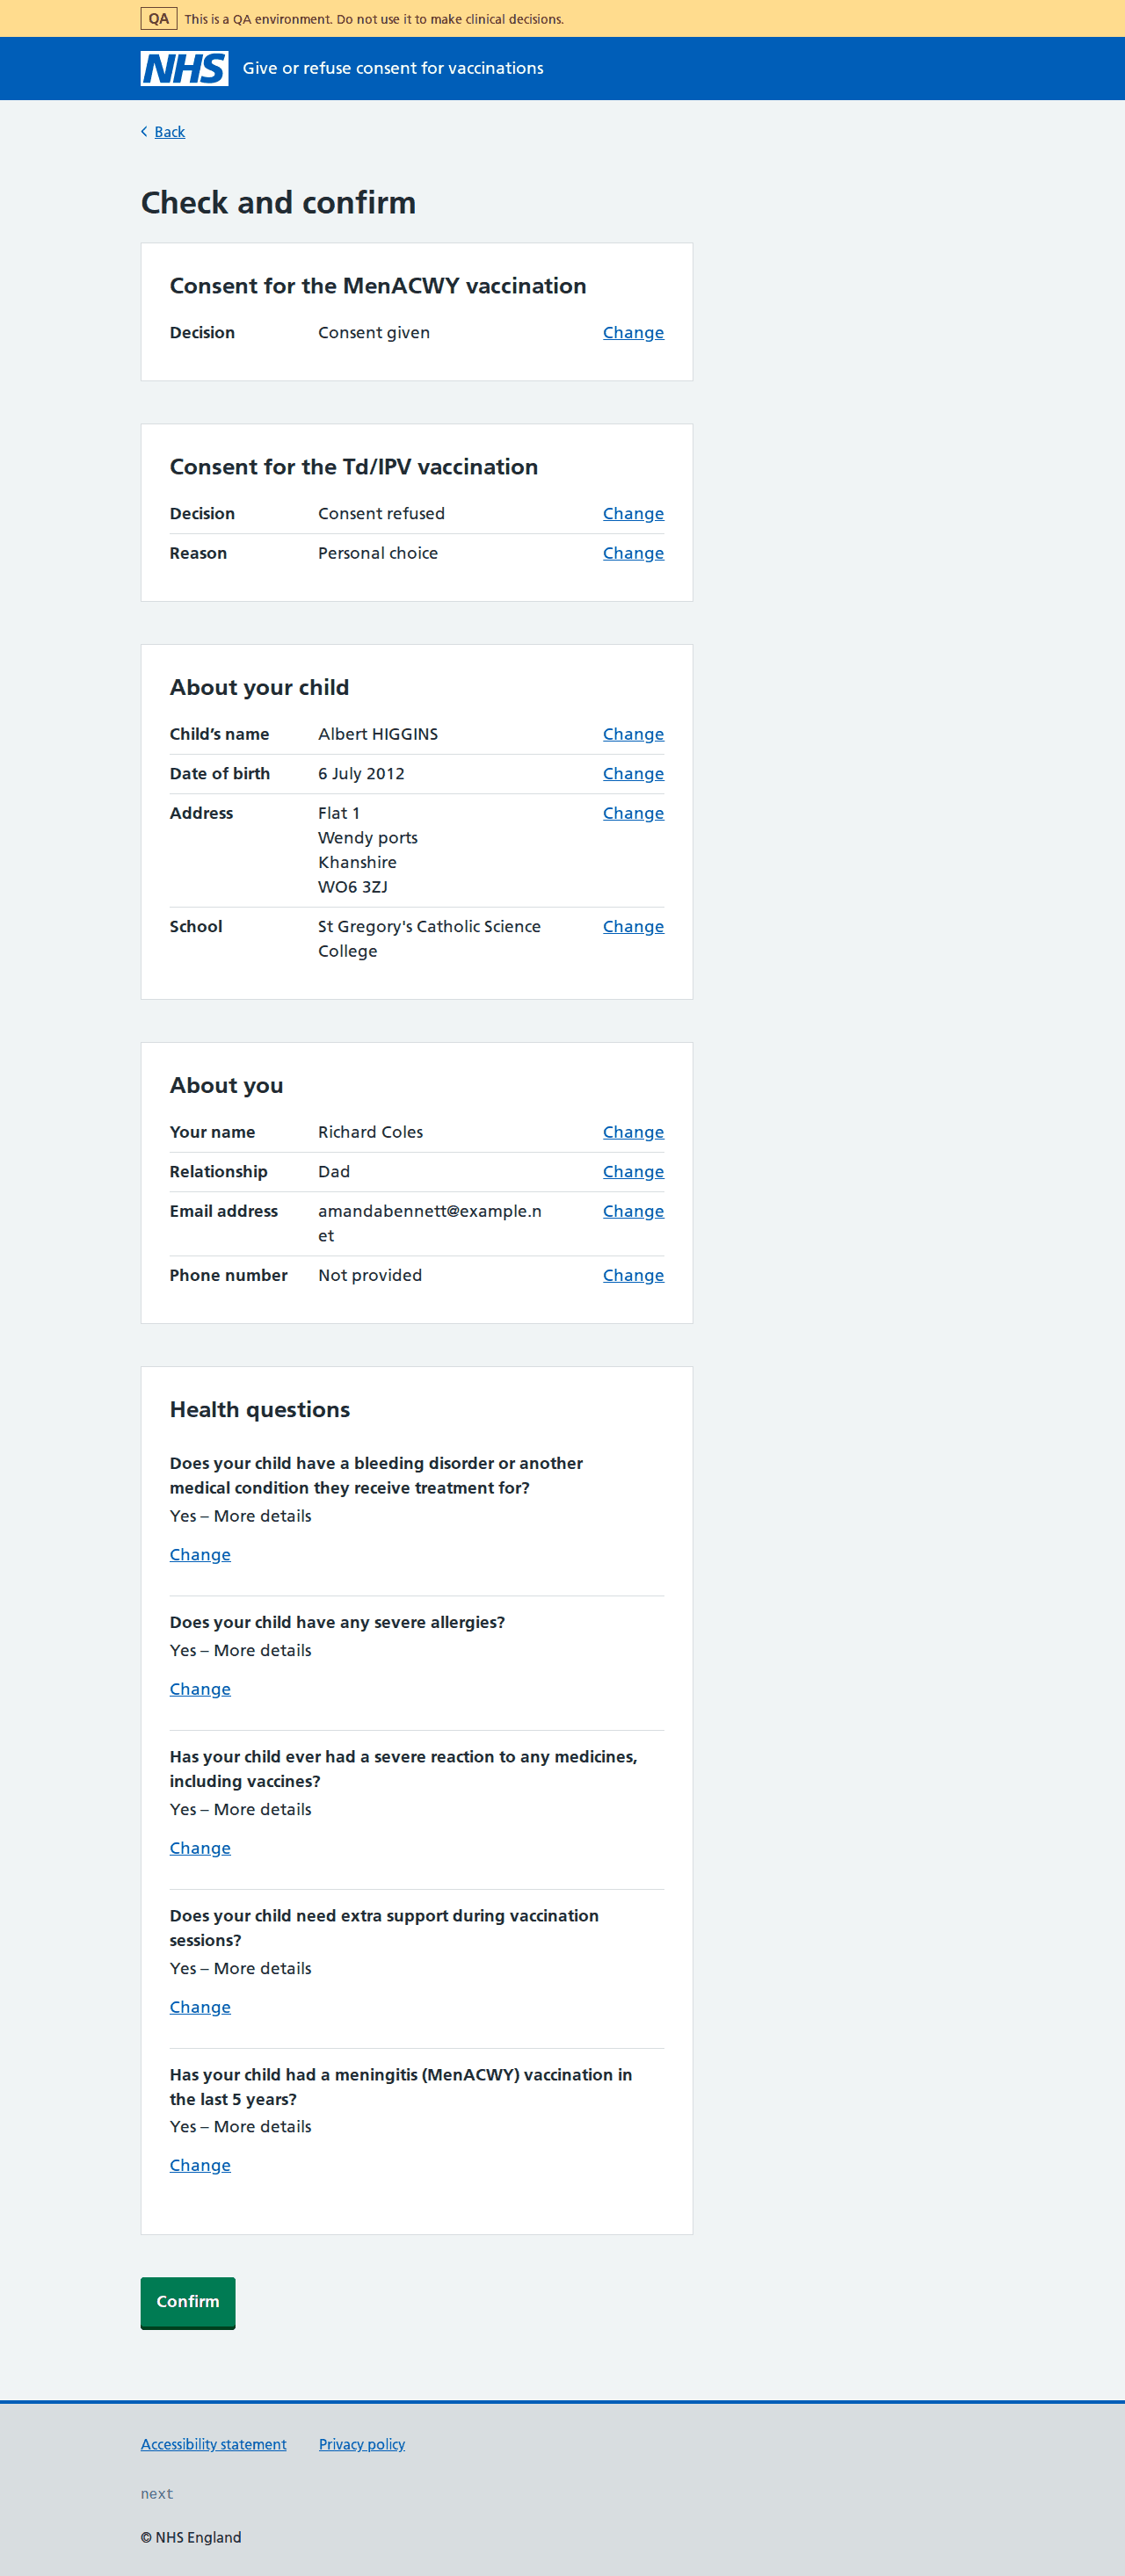 QA This is a QA environment. Do not use it to make clinical decisions.
NHS Give or refuse consent for vaccinations
Back
Check and confirm
Consent for the MenACWY vaccination
Decision Consent given Change
Consent for the Td/IPV vaccination
Decision Consent refused Change
Reason Personal choice Change
About your child
Child’s name Albert HIGGINS Change
Date of birth 6 July 2012 Change
Address Flat 1 Change
Wendy ports
Khanshire
WO6 3ZJ
School St Gregory's Catholic Science Change
College
About you
Your name Richard Coles Change
Relationship Dad Change
Email address amandabennett@example.n Change
et
Phone number Not provided Change
Health questions
Does your child have a bleeding disorder or another
medical condition they receive treatment for?
Yes – More details
Change
Does your child have any severe allergies?
Yes – More details
Change
Has your child ever had a severe reaction to any medicines,
including vaccines?
Yes – More details
Change
Does your child need extra support during vaccination
sessions?
Yes – More details
Change
Has your child had a meningitis (MenACWY) vaccination in
the last 5 years?
Yes – More details
Change
Confirm
Accessibility statement Privacy policy
next
© NHS England